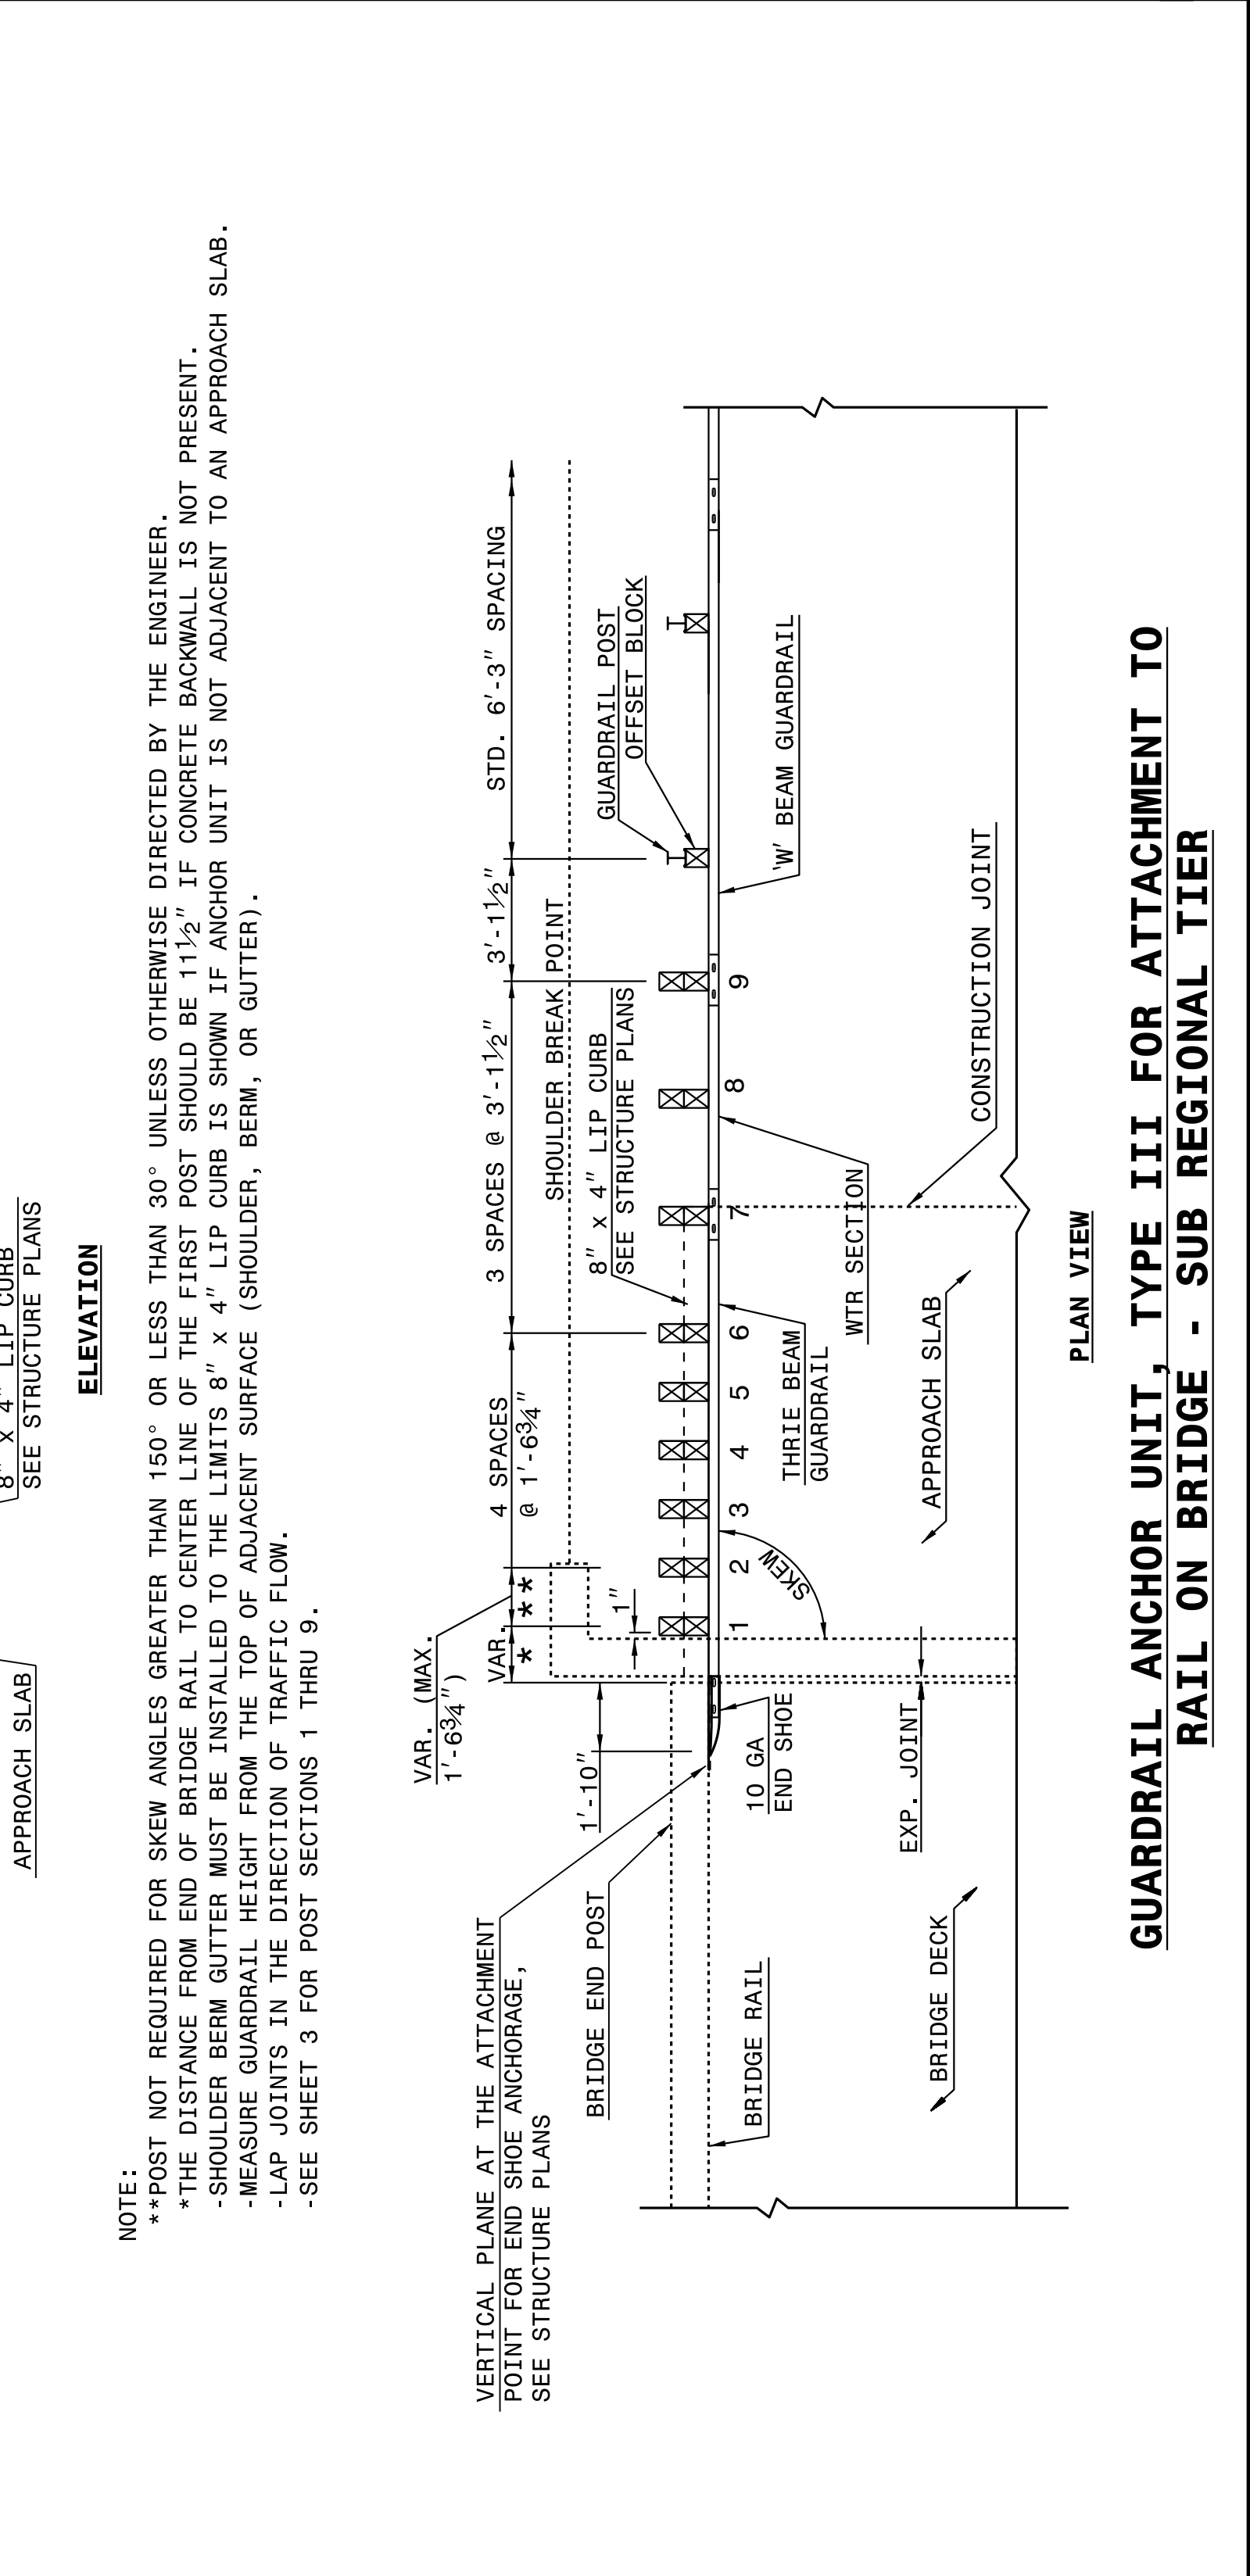 8" x 4" LIP CURB
SEE STRUCTURE PLANS
APPROACH SLAB
ELEVATION
NOTE:
**POST NOT REQUIRED FOR SKEW ANGLES GREATER THAN 150° OR LESS THAN 30° UNLESS OTHERWISE DIRECTED BY THE ENGINEER.
*THE DISTANCE FROM END OF BRIDGE RAIL TO CENTER LINE OF THE FIRST POST SHOULD BE 11½" IF CONCRETE BACKWALL IS NOT PRESENT.
-SHOULDER BERM GUTTER MUST BE INSTALLED TO THE LIMITS 8" x 4" LIP CURB IS SHOWN IF ANCHOR UNIT IS NOT ADJACENT TO AN APPROACH SLAB.
-MEASURE GUARDRAIL HEIGHT FROM THE TOP OF ADJACENT SURFACE (SHOULDER, BERM, OR GUTTER).
-LAP JOINTS IN THE DIRECTION OF TRAFFIC FLOW.
-SEE SHEET 3 FOR POST SECTIONS 1 THRU 9.
VAR. (MAX.
1'-6¾")
VERTICAL PLANE AT THE ATTACHMENT
POINT FOR END SHOE ANCHORAGE,
SEE STRUCTURE PLANS
VAR.
*
**
4 SPACES
@ 1'-6¾"
3 SPACES @ 3'-1½"
3'-1½"
STD. 6'-3" SPACING
SHOULDER BREAK POINT
1'-10"
1"
BRIDGE END POST
8" x 4" LIP CURB
SEE STRUCTURE PLANS
GUARDRAIL POST
OFFSET BLOCK
1 2 3 4 5 6 7 8 9
BRIDGE RAIL
10 GA
END SHOE
SKEW
THRIE BEAM
GUARDRAIL
'W' BEAM GUARDRAIL
WTR SECTION
EXP. JOINT
BRIDGE DECK
APPROACH SLAB
CONSTRUCTION JOINT
PLAN VIEW
GUARDRAIL ANCHOR UNIT, TYPE III FOR ATTACHMENT TO
RAIL ON BRIDGE - SUB REGIONAL TIER